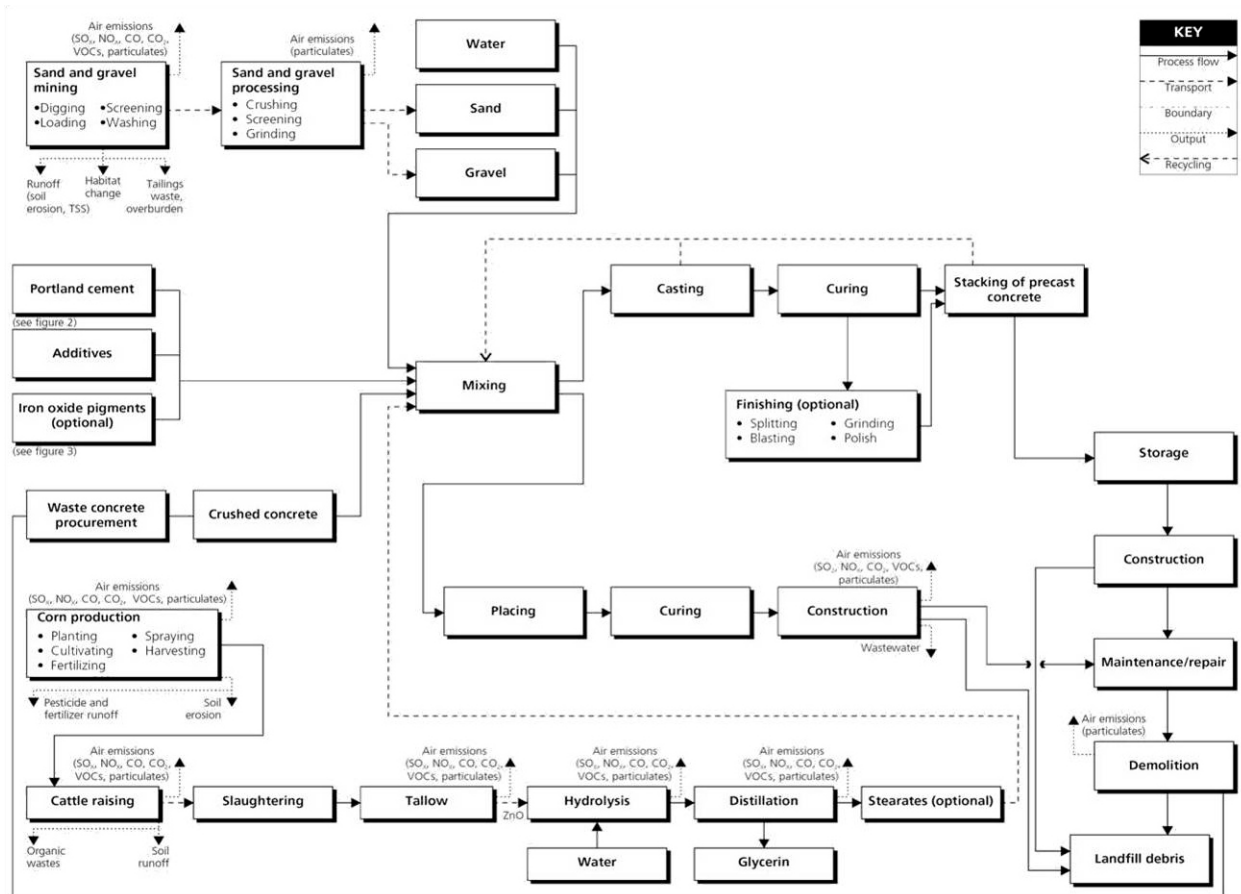 Air emissions
(SOₓ, NOₓ, CO, CO₂,
VOCs, particulates)
Sand and gravel
mining
•Digging •Screening
•Loading •Washing
Runoff
(soil
erosion, TSS)
Habitat
change
Tailings
waste,
overburden
Air emissions
(particulates)
Sand and gravel
processing
• Crushing
• Screening
• Grinding
Water
Sand
Gravel
KEY
Process flow
Transport
Boundary
Output
Recycling
Portland cement
(see figure 2)
Additives
Iron oxide pigments
(optional)
(see figure 3)
Mixing
Casting
Curing
Stacking of precast
concrete
Finishing (optional)
• Splitting • Grinding
• Blasting • Polish
Storage
Waste concrete
procurement
Crushed concrete
Construction
Air emissions
(SOₓ, NOₓ, CO, CO₂, VOCs, particulates)
Corn production
• Planting • Spraying
• Cultivating • Harvesting
• Fertilizing
Pesticide and
fertilizer runoff
Soil
erosion
Placing
Curing
Air emissions
(SO₂, NOₓ, CO, CO₂, VOCs,
particulates)
Construction
Wastewater
Maintenance/repair
Air emissions
(particulates)
Demolition
Air emissions
(SOₓ, NOₓ, CO, CO₂,
VOCs, particulates)
Cattle raising
Organic
wastes
Soil
runoff
Slaughtering
Air emissions
(SOₓ, NOₓ, CO, CO₂,
VOCs, particulates)
Tallow
ZnO
Air emissions
(SOₓ, NOₓ, CO, CO₂,
VOCs, particulates)
Hydrolysis
Water
Air emissions
(SOₓ, NOₓ, CO, CO₂,
VOCs, particulates)
Distillation
Glycerin
Stearates (optional)
Landfill debris